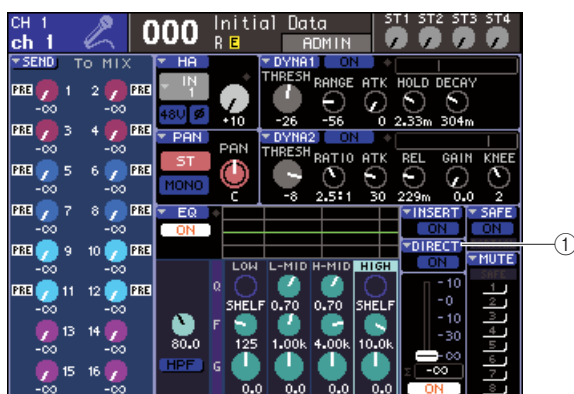 CH 1
ch 1
000
Initial Data
R E
ADMIN
ST1 ST2 ST3 ST4
SEND To MIX
PRE 1 2 PRE
-∞ -∞
PRE 3 4 PRE
-∞ -∞
PRE 5 6 PRE
-∞ -∞
PRE 7 8 PRE
-∞ -∞
PRE 9 10 PRE
-∞ -∞
PRE 11 12 PRE
-∞ -∞
13 14
-∞ -∞
15 16
-∞ -∞
HA
IN
1
48V ø
+10
DYNA1 ON
THRESH RANGE ATK HOLD DECAY
-26 -56 0 2.33m 304m
PAN
ST
MONO
PAN
C
DYNA2 ON
THRESH RATIO ATK REL GAIN KNEE
-8 2.5:1 30 229m 0.0 2
EQ
ON
LOW L-MID H-MID HIGH
Q
SHELF 0.70 0.70 SHELF
F
80.0 125 1.00k 4.00k 10.0k
HPF G
0.0 0.0 0.0 0.0
INSERT
ON
SAFE
ON
DIRECT
ON
①
MUTE
SAFE
-10
-0
-10
-30
-∞
Σ -∞
ON
1
2
3
4
5
6
7
8